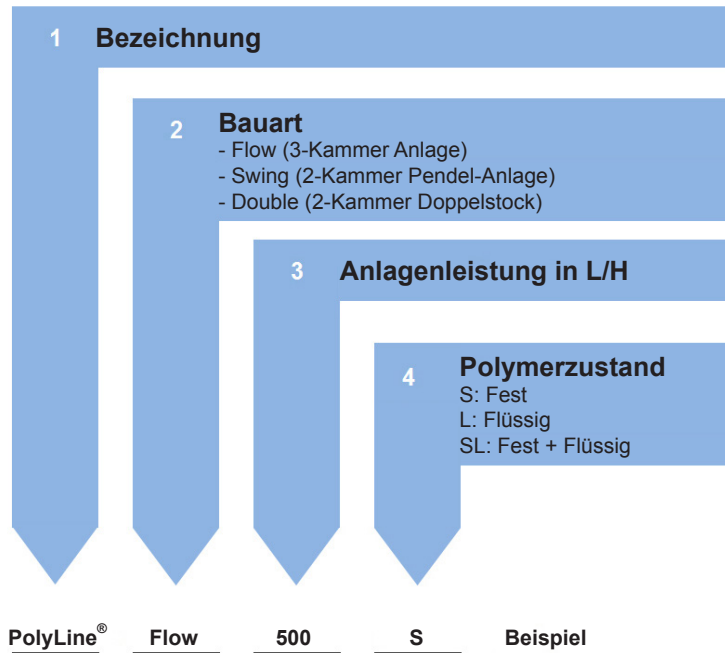 1 Bezeichnung
2 Bauart
- Flow (3-Kammer Anlage)
- Swing (2-Kammer Pendel-Anlage)
- Double (2-Kammer Doppelstock)
3 Anlagenleistung in L/H
4 Polymerzustand
S: Fest
L: Flüssig
SL: Fest + Flüssig
PolyLine® Flow 500 S Beispiel